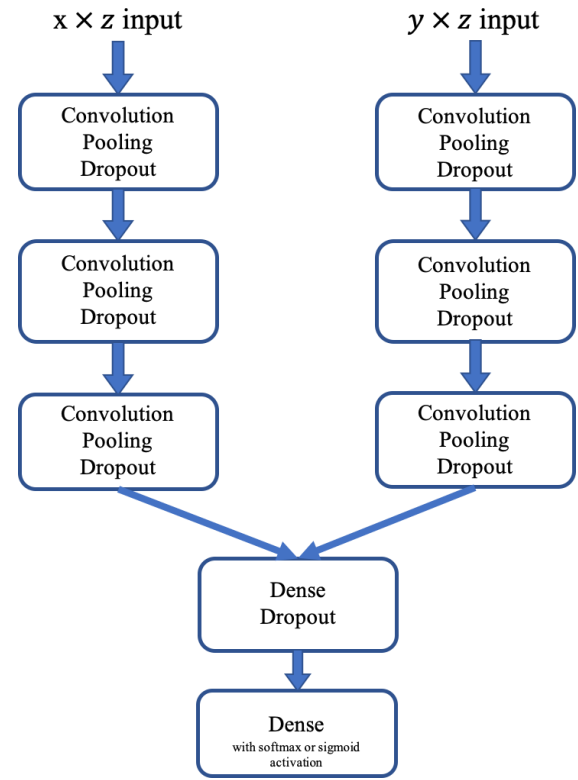 x × z input
y × z input
Convolution
Pooling
Dropout
Convolution
Pooling
Dropout
Convolution
Pooling
Dropout
Convolution
Pooling
Dropout
Convolution
Pooling
Dropout
Convolution
Pooling
Dropout
Dense
Dropout
Dense
with softmax or sigmoid
activation